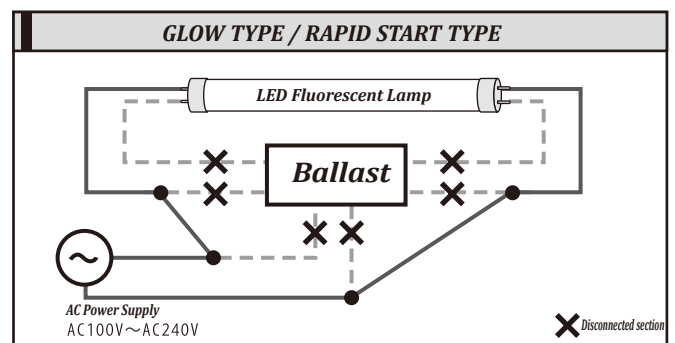 GLOW TYPE / RAPID START TYPE
LED Fluorescent Lamp
Ballast
AC Power Supply
AC100V～AC240V
Disconnected section